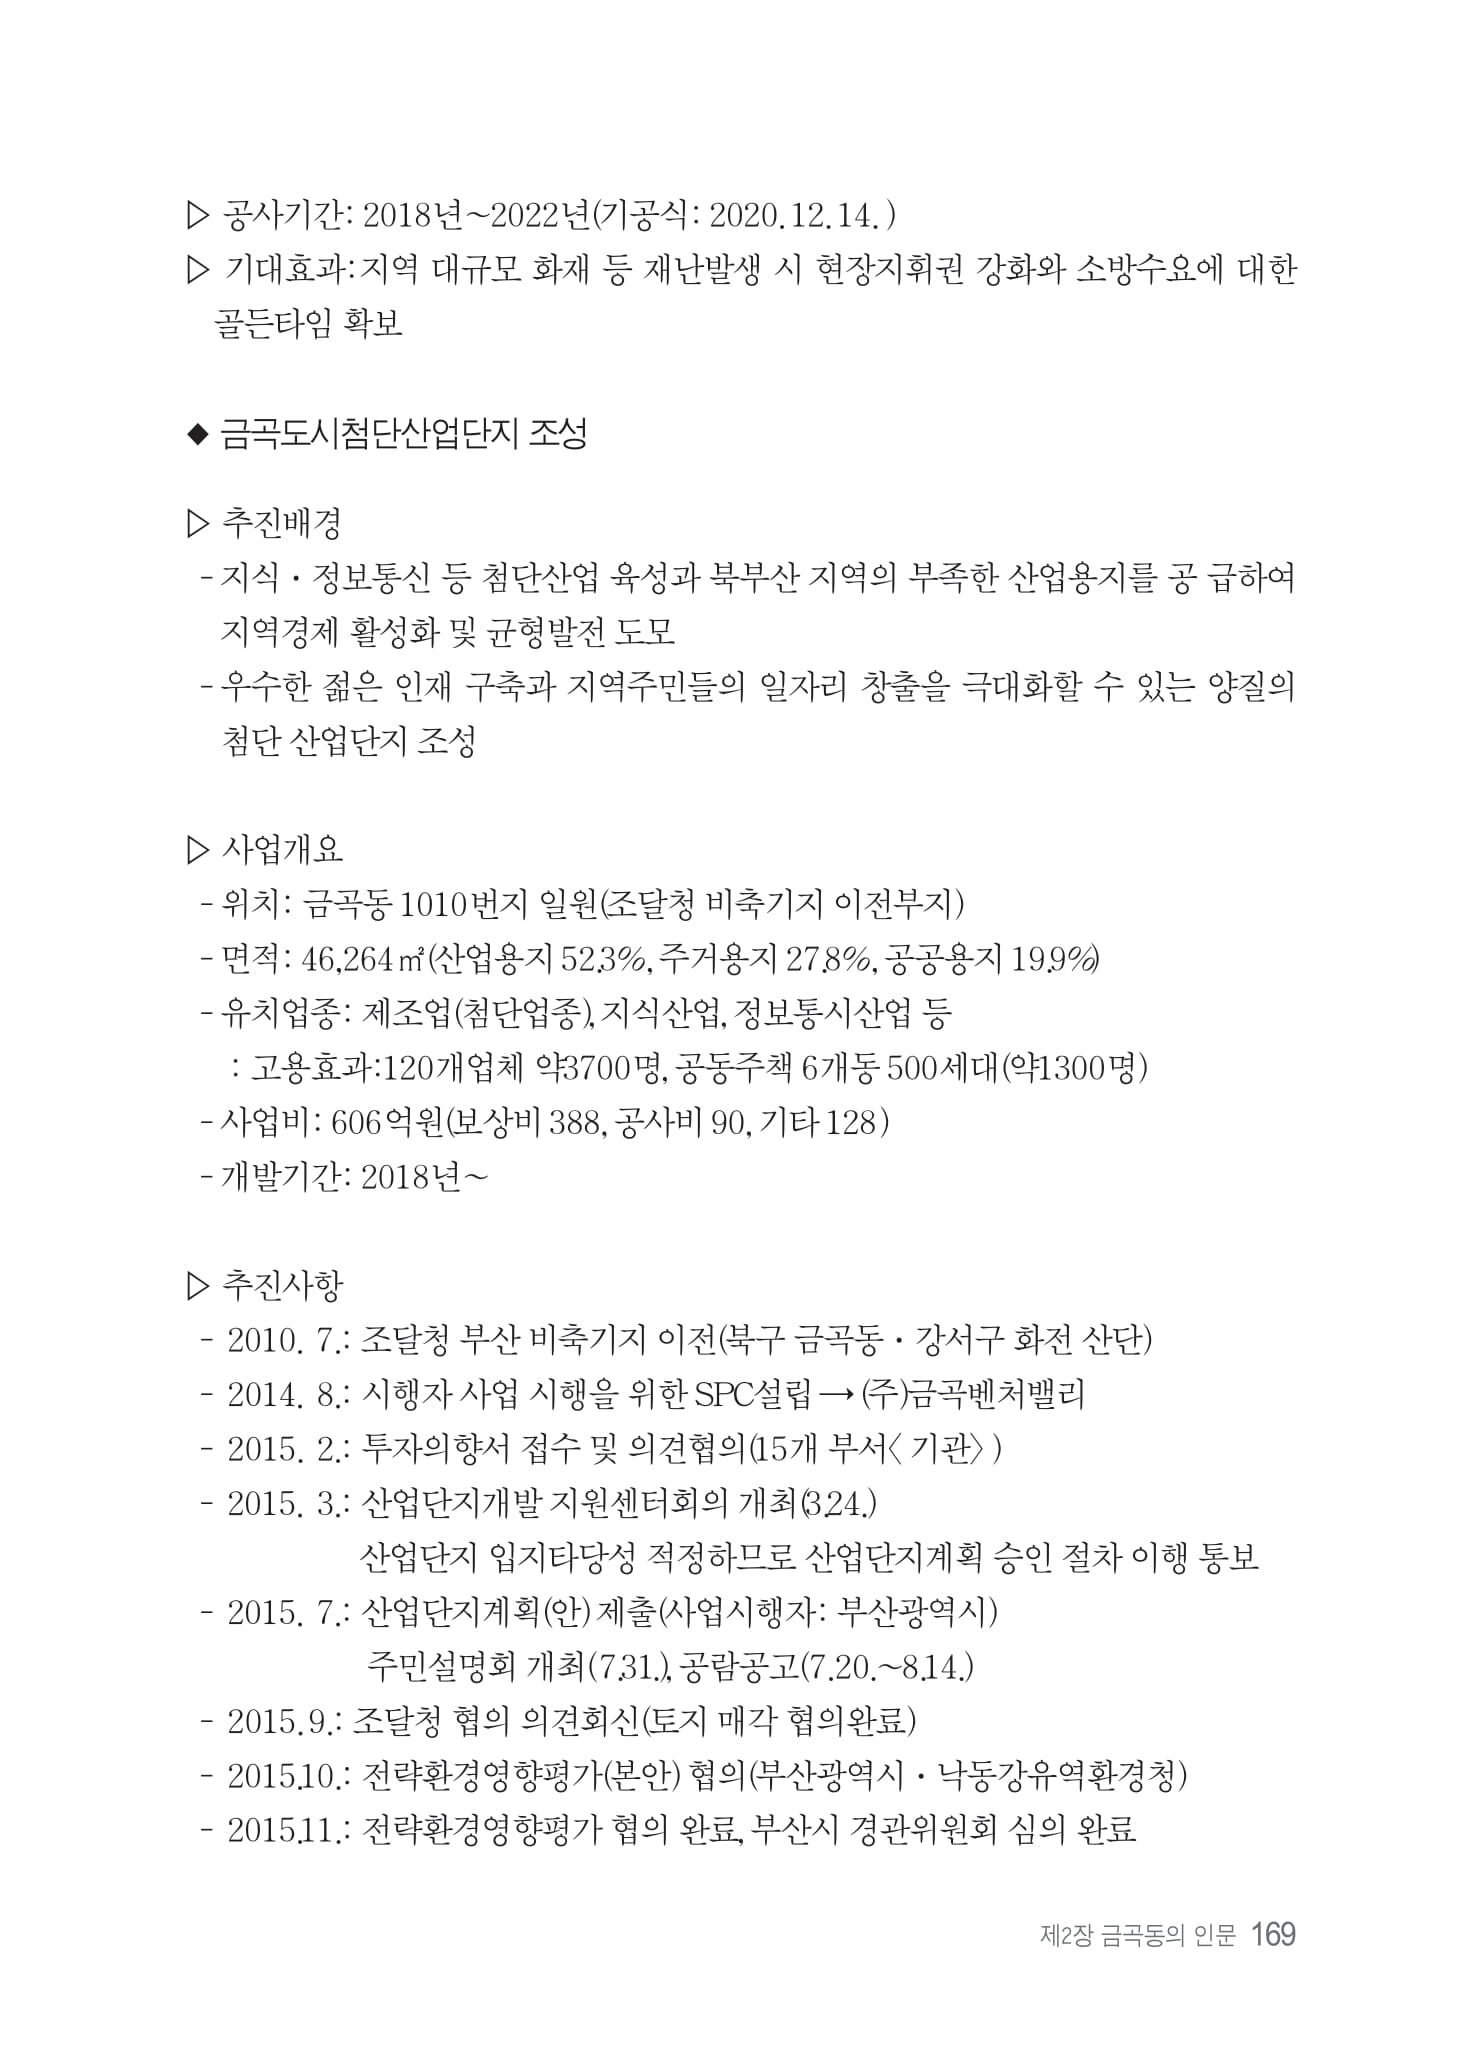 ▷ 공사기간: 2018년~2022년(기공식: 2020. 12. 14. )
▷ 기대효과:지역 대규모 화재 등 재난발생 시 현장지휘권 강화와 소방수요에 대한
골든타임 확보
◆ 금곡도시첨단산업단지 조성
▷ 추진배경
- 지식・정보통신 등 첨단산업 육성과 북부산 지역의 부족한 산업용지를 공 급하여
지역경제 활성화 및 균형발전 도모
- 우수한 젊은 인재 구축과 지역주민들의 일자리 창출을 극대화할 수 있는 양질의
첨단 산업단지 조성
▷ 사업개요
- 위치: 금곡동 1010번지 일원(조달청 비축기지 이전부지)
- 면적: 46,264㎡(산업용지 52.3%, 주거용지 27.8%, 공공용지 19.9%)
- 유치업종: 제조업(첨단업종), 지식산업, 정보통시산업 등
: 고용효과:120개업체 약3700명, 공동주책 6개동 500세대(약1300명)
- 사업비: 606억원(보상비 388, 공사비 90, 기타 128)
- 개발기간: 2018년~
▷ 추진사항
- 2010. 7.: 조달청 부산 비축기지 이전(북구 금곡동・강서구 화전 산단)
- 2014. 8.: 시행자 사업 시행을 위한 SPC설립 → (주)금곡벤처밸리
- 2015. 2.: 투자의향서 접수 및 의견협의(15개 부서〈 기관〉)
- 2015. 3.: 산업단지개발 지원센터회의 개최(3.24.)
산업단지 입지타당성 적정하므로 산업단지계획 승인 절차 이행 통보
- 2015. 7.: 산업단지계획(안) 제출(사업시행자: 부산광역시)
주민설명회 개최(7.31.), 공람공고(7.20.~8.14.)
- 2015. 9.: 조달청 협의 의견회신(토지 매각 협의완료)
- 2015.10.: 전략환경영향평가(본안) 협의(부산광역시・낙동강유역환경청)
- 2015.11.: 전략환경영향평가 협의 완료, 부산시 경관위원회 심의 완료
제2장 금곡동의 인문 169